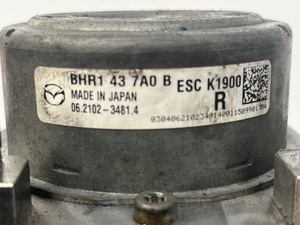 BHR1 43 7A0 B ESC K1900
MADE IN JAPAN R
06.2102-3481.4